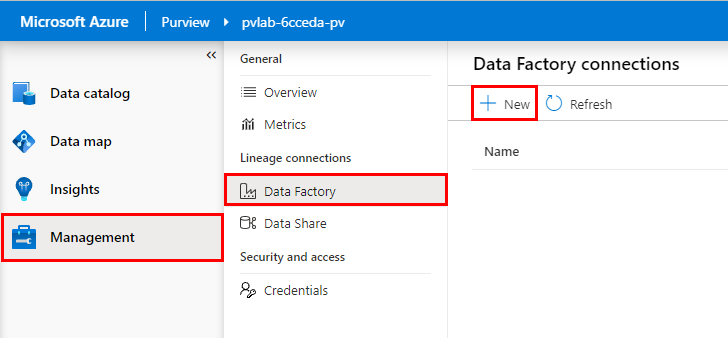 Microsoft Azure Purview pvlab-6cceda-pv
«
Data catalog
Data map
Insights
Management
General
Overview
Metrics
Lineage connections
Data Factory
Data Share
Security and access
Credentials
Data Factory connections
New Refresh
Name